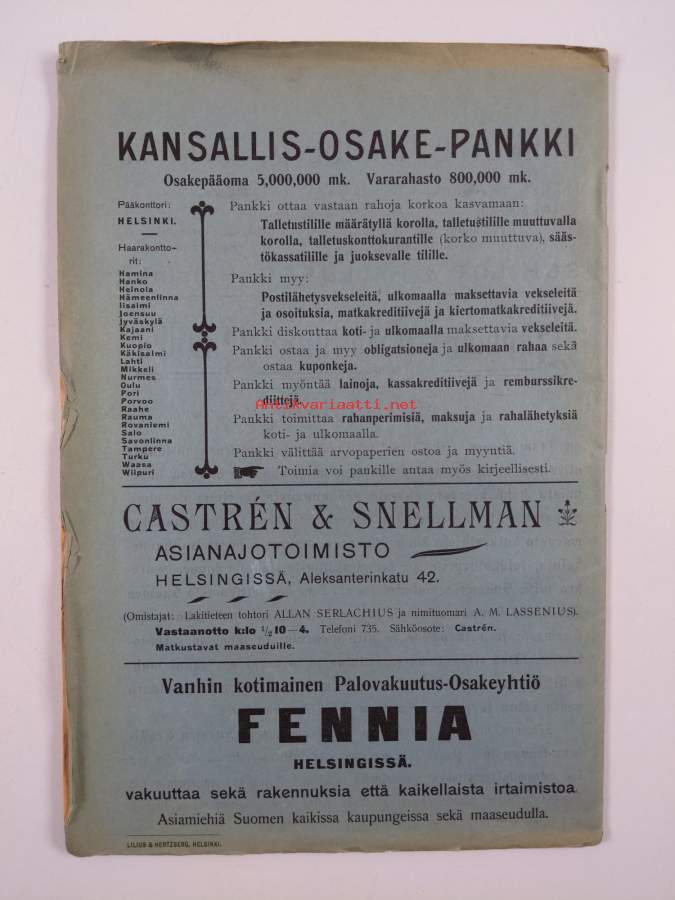 KANSALLIS-OSAKE-PANKKI
Osakepääoma 5,000,000 mk. Vararahasto 800,000 mk.
Pääkonttori:
HELSINKI.
Haarakontto-
rit:
Hamina
Hanko
Heinola
Hämeenlinna
Iisalmi
Joensuu
Jyväskylä
Kajaani
Kemi
Kuopio
Käkisalmi
Lahti
Mikkeli
Nurmes
Oulu
Pori
Porvoo
Raahe
Rauma
Rovaniemi
Salo
Savonlinna
Tampere
Turku
Waasa
Wiipuri
Pankki ottaa vastaan rahoja korkoa kasvamaan:
Talletustilille määrätyllä korolla, talletustilille muuttuvalla
korolla, talletuskonttokurantille (korko muuttuva), sääs-
tökassatilille ja juoksevalle tilille.
Pankki myy:
Postilähetysvekseleitä, ulkomaalla maksettavia vekseleitä
ja osoituksia, matkakreditiivejä ja kiertomatkakreditiivejä.
Pankki diskonttaa koti- ja ulkomaalla maksettavia vekseleitä.
Pankki ostaa ja myy obligatsioneja ja ulkomaan rahaa sekä
ostaa kuponkeja.
Pankki myöntää lainoja, kassakreditiivejä ja remburssikre-
diittejä.
Antikvariaatti.net
Pankki toimittaa rahanperimisiä, maksuja ja rahalähetyksiä
koti- ja ulkomaalla.
Pankki välittää arvopaperien ostoa ja myyntiä.
Toimia voi pankille antaa myös kirjeellisesti.
CASTRÉN & SNELLMAN
ASIANAJOTOIMISTO
HELSINGISSÄ, Aleksanterinkatu 42.
(Omistajat: Lakitieteen tohtori ALLAN SERLACHIUS ja nimituomari A. M. LASSENIUS).
Vastaanotto k:lo 1/2 10—4. Telefoni 735. Sähköosote: Castrén.
Matkustavat maaseuduille.
Vanhin kotimainen Palovakuutus-Osakeyhtiö
FENNIA
HELSINGISSÄ.
vakuuttaa sekä rakennuksia että kaikellaista irtaimistoa
Asiamiehiä Suomen kaikissa kaupungeissa sekä maaseudulla.
LILIUS & HERTZBERG, HELSINKI.